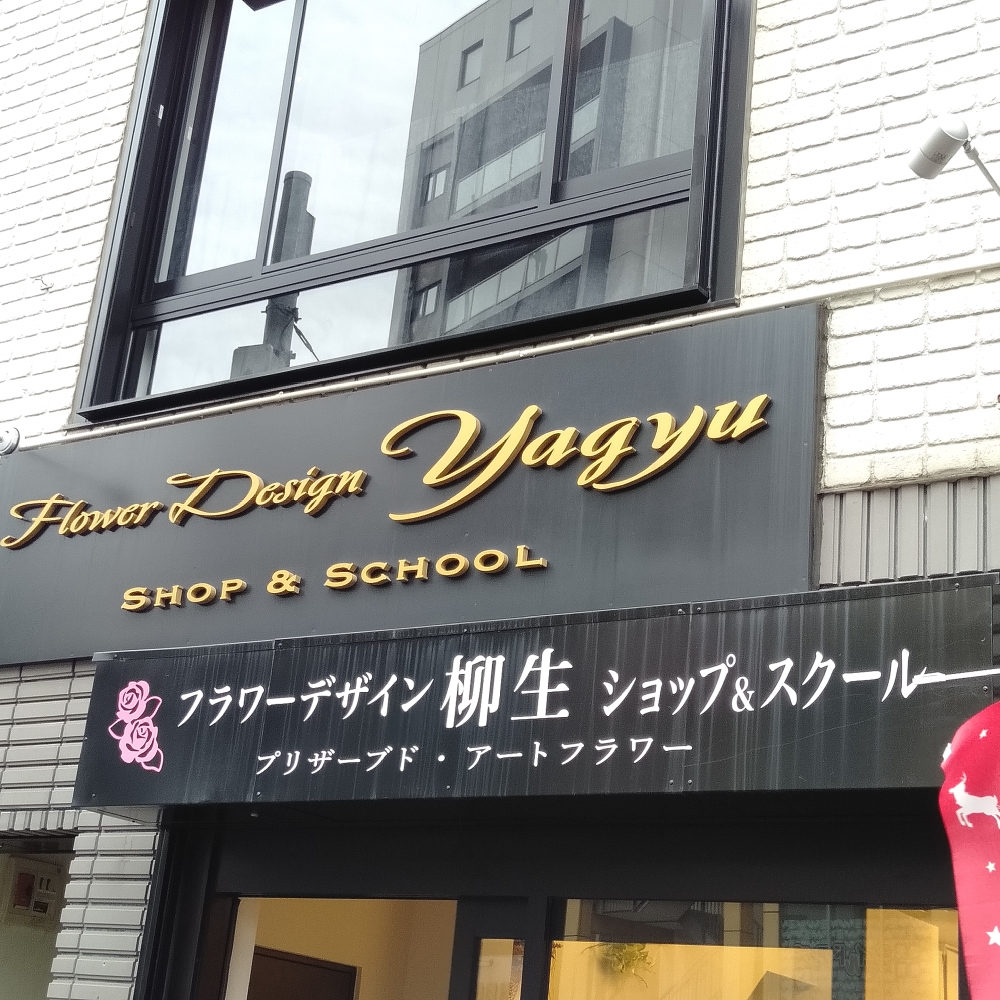 Flower Design Yagyu
SHOP & SCHOOL
フラワーデザイン 柳生 ショップ&スクール
プリザーブド・アートフラワー